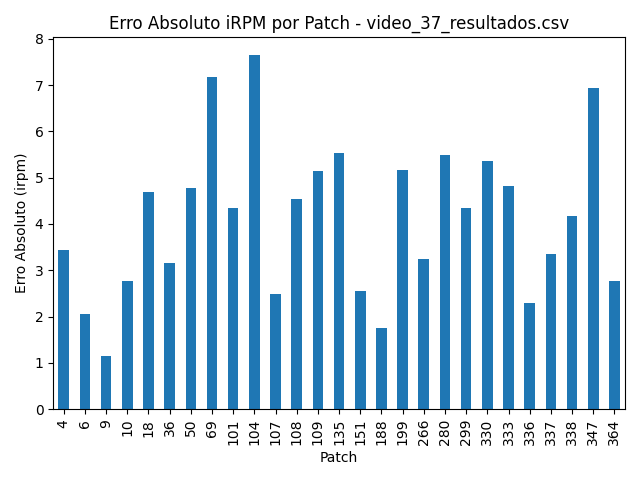 Erro Absoluto iRPM por Patch - video_37_resultados.csv
8
7
6
5
4
3
2
1
0
Erro Absoluto (irpm)
4 6 9 10 18 36 50 69 101 104 107 108 109 135 151 188 199 266 280 299 330 333 336 337 338 347 364
Patch